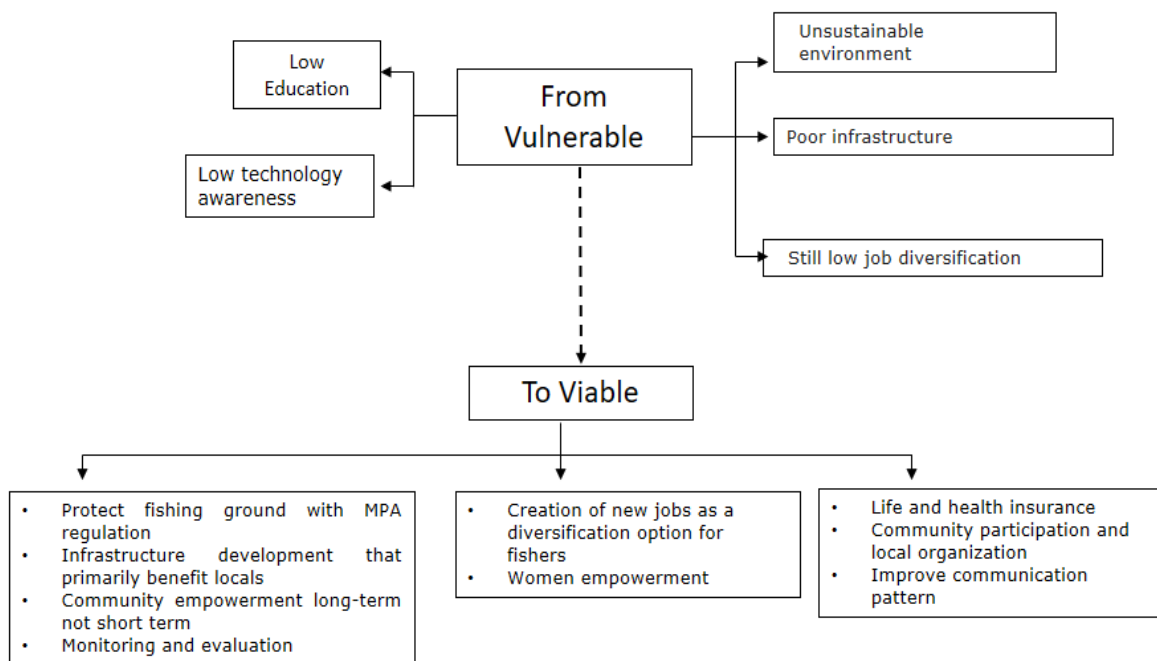 Low
Education
Low technology
awareness
From
Vulnerable
Unsustainable
environment
Poor infrastructure
Still low job diversification
To Viable
• Protect fishing ground with MPA
regulation
• Infrastructure development that
primarily benefit locals
• Community empowerment long-term
not short term
• Monitoring and evaluation
• Creation of new jobs as a
diversification option for
fishers
• Women empowerment
• Life and health insurance
• Community participation and
local organization
• Improve communication
pattern